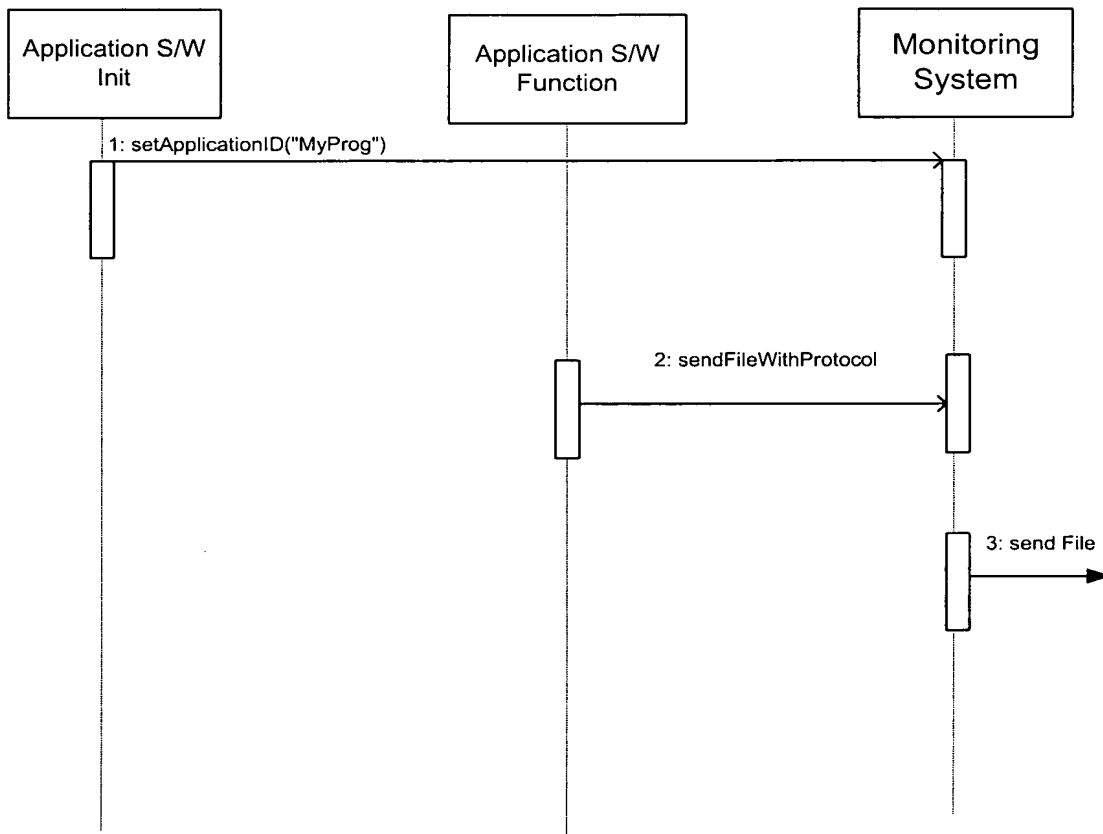 Application S/W
Init
Application S/W
Function
Monitoring
System
1: setApplicationID("MyProg")
2: sendFileWithProtocol
3: send File